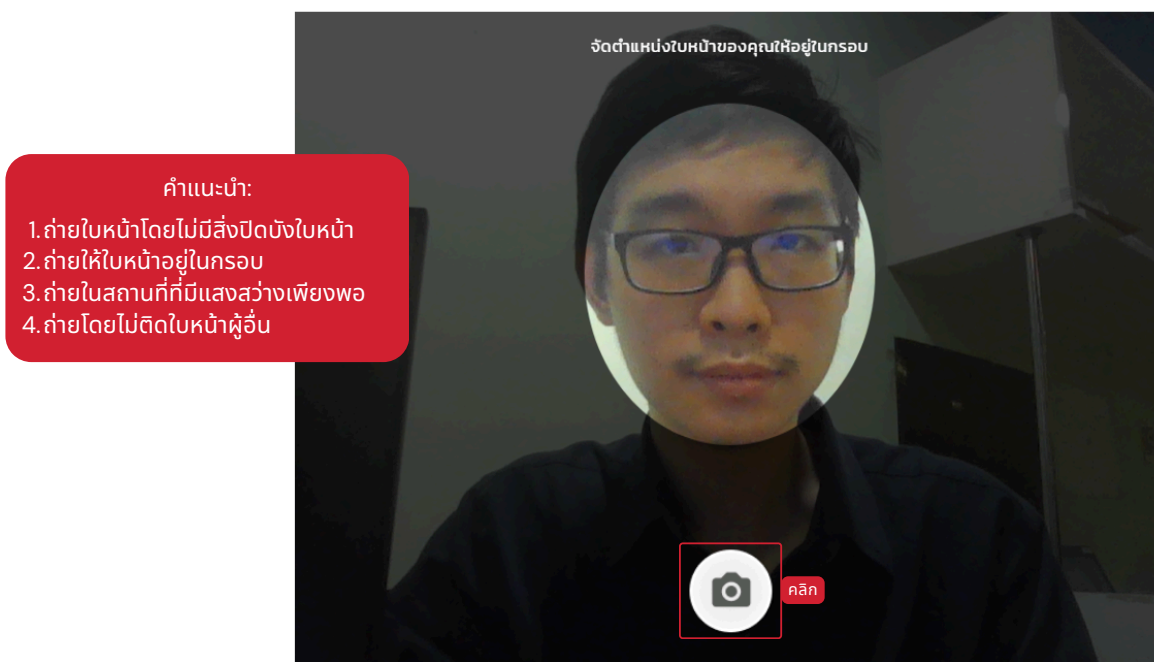 จัดตำแหน่งใบหน้าของคุณให้อยู่ในกรอบ
คำแนะนำ:
1.ถ่ายใบหน้าโดยไม่มีสิ่งปิดบังใบหน้า
2.ถ่ายให้ใบหน้าอยู่ในกรอบ
3.ถ่ายในสถานที่ที่มีแสงสว่างเพียงพอ
4.ถ่ายโดยไม่ติดใบหน้าผู้อื่น
คลิก